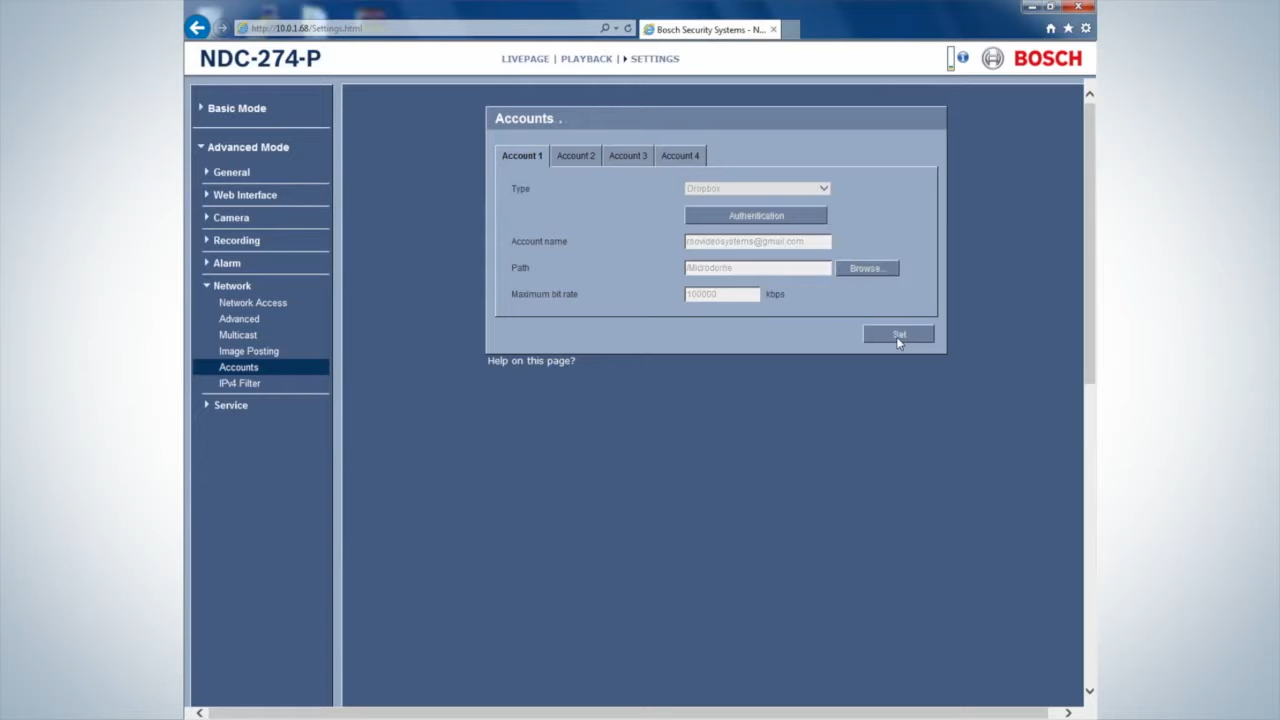 http://10.0.1.68/Settings.html
Bosch Security Systems - N...
NDC-274-P
LIVEPAGE | PLAYBACK | SETTINGS
BOSCH
Basic Mode
Advanced Mode
General
Web Interface
Camera
Recording
Alarm
Network
Network Access
Advanced
Multicast
Image Posting
Accounts
IPv4 Filter
Service
Accounts .
Account 1 Account 2 Account 3 Account 4
Type Dropbox
Authentication
Account name rnovideosystems@gmail.com
Path /Microdome Browse...
Maximum bit rate 100000 kbps
Set
Help on this page?